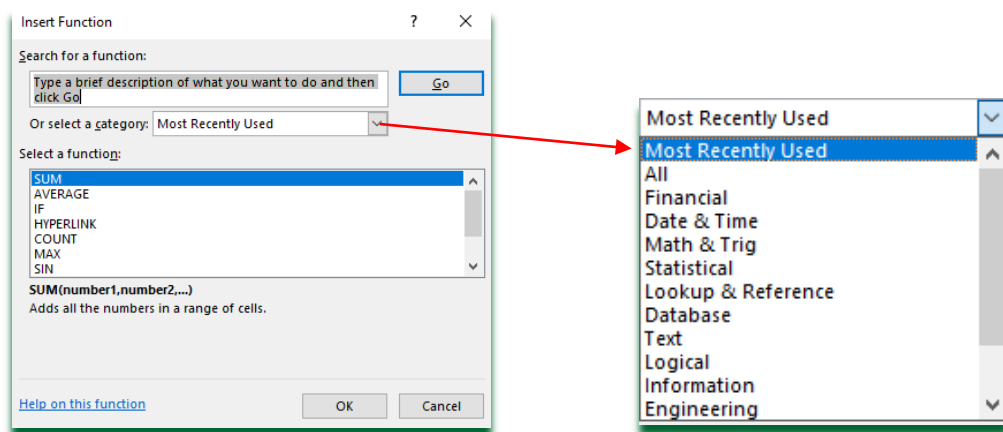 Insert Function ? ×
Search for a function:
Type a brief description of what you want to do and then
click Go
Go
Or select a category: Most Recently Used
Select a function:
SUM
AVERAGE
IF
HYPERLINK
COUNT
MAX
SIN
SUM(number1,number2,...)
Adds all the numbers in a range of cells.
Help on this function
OK
Cancel
Most Recently Used
Most Recently Used
All
Financial
Date & Time
Math & Trig
Statistical
Lookup & Reference
Database
Text
Logical
Information
Engineering